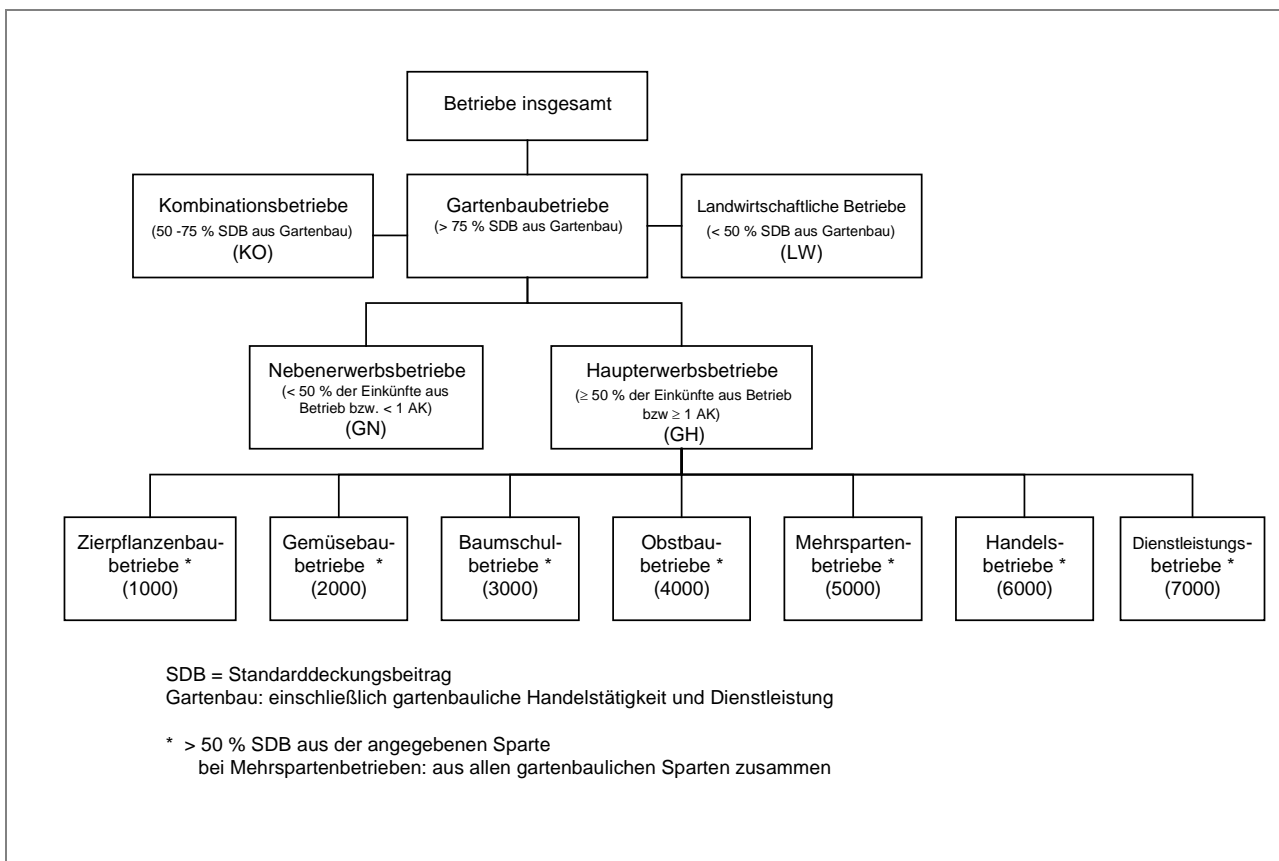 Betriebe insgesamt
Kombinationsbetriebe
(50 -75 % SDB aus Gartenbau)
(KO)
Gartenbaubetriebe
(> 75 % SDB aus Gartenbau)
Landwirtschaftliche Betriebe
(< 50 % SDB aus Gartenbau)
(LW)
Nebenerwerbsbetriebe
(< 50 % der Einkünfte aus
Betrieb bzw. < 1 AK)
(GN)
Haupterwerbsbetriebe
(≥ 50 % der Einkünfte aus Betrieb
bzw ≥ 1 AK)
(GH)
Zierpflanzenbau-
betriebe *
(1000)
Gemüsebau-
betriebe *
(2000)
Baumschul-
betriebe *
(3000)
Obstbau-
betriebe *
(4000)
Mehrsparten-
betriebe *
(5000)
Handels-
betriebe *
(6000)
Dienstleistungs-
betriebe *
(7000)
SDB = Standarddeckungsbeitrag
Gartenbau: einschließlich gartenbauliche Handelstätigkeit und Dienstleistung
* > 50 % SDB aus der angegebenen Sparte
bei Mehrspartenbetrieben: aus allen gartenbaulichen Sparten zusammen